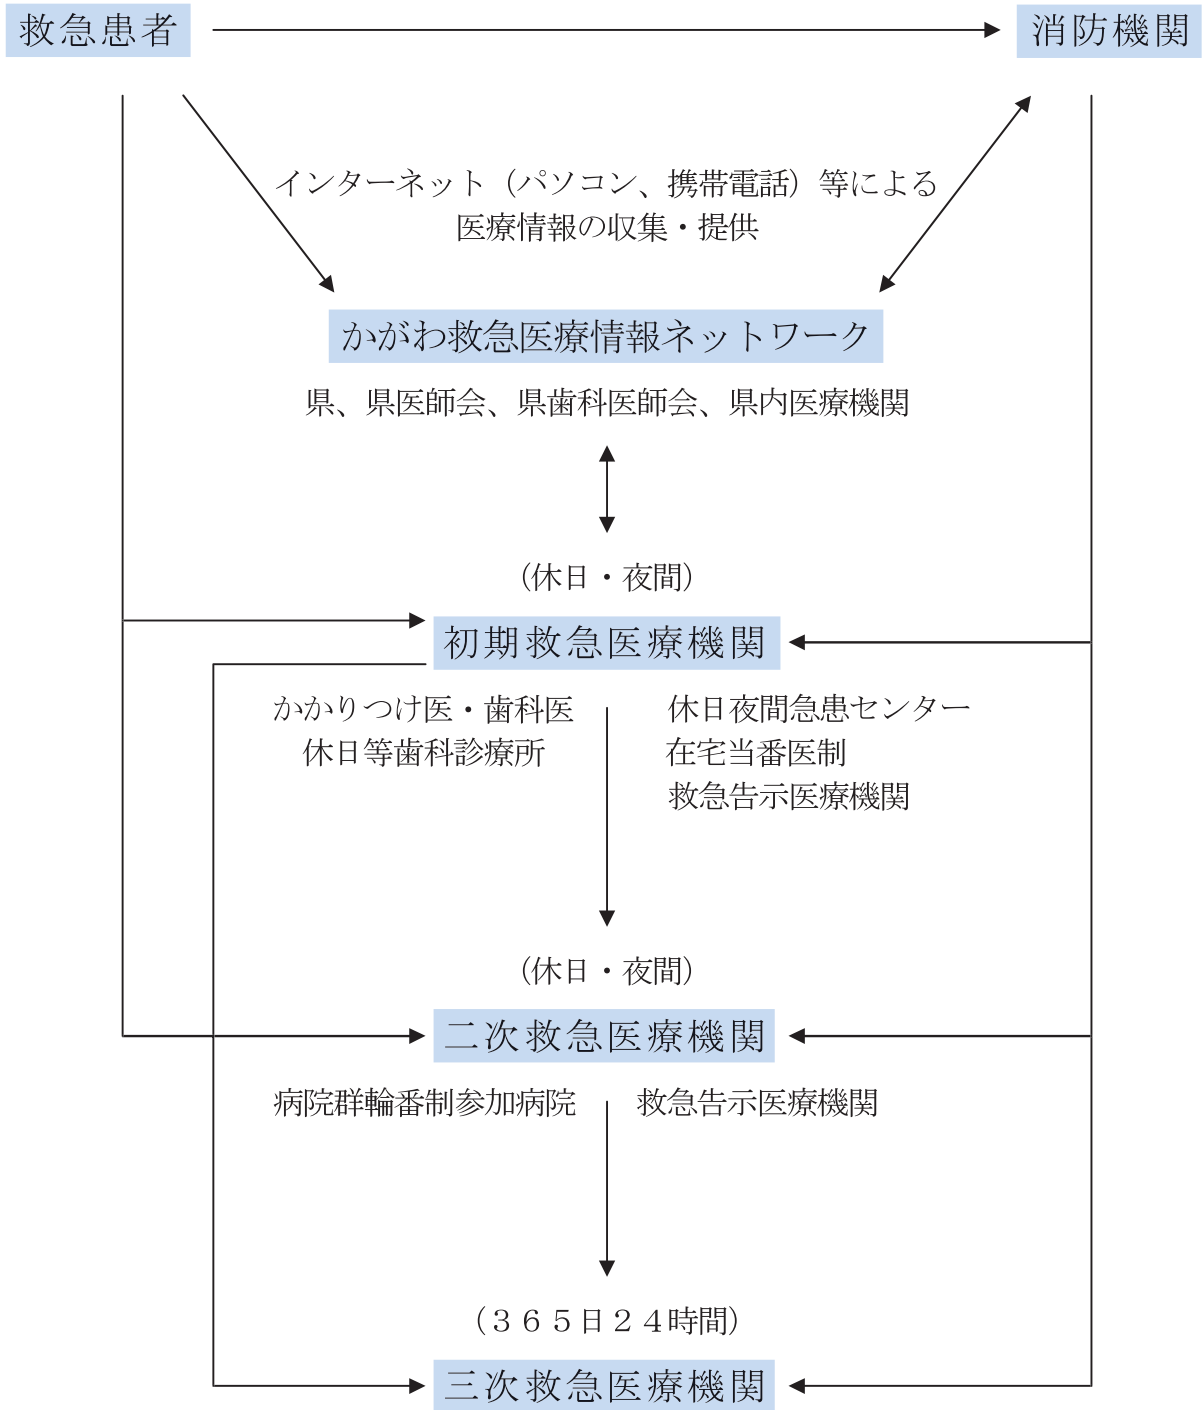 救急患者
消防機関
インターネット（パソコン、携帯電話）等による
医療情報の収集・提供
かがわ救急医療情報ネットワーク
県、県医師会、県歯科医師会、県内医療機関
（休日・夜間）
初期救急医療機関
かかりつけ医・歯科医
休日等歯科診療所
休日夜間急患センター
在宅当番医制
救急告示医療機関
（休日・夜間）
二次救急医療機関
病院群輪番制参加病院
救急告示医療機関
（３６５日２４時間）
三次救急医療機関